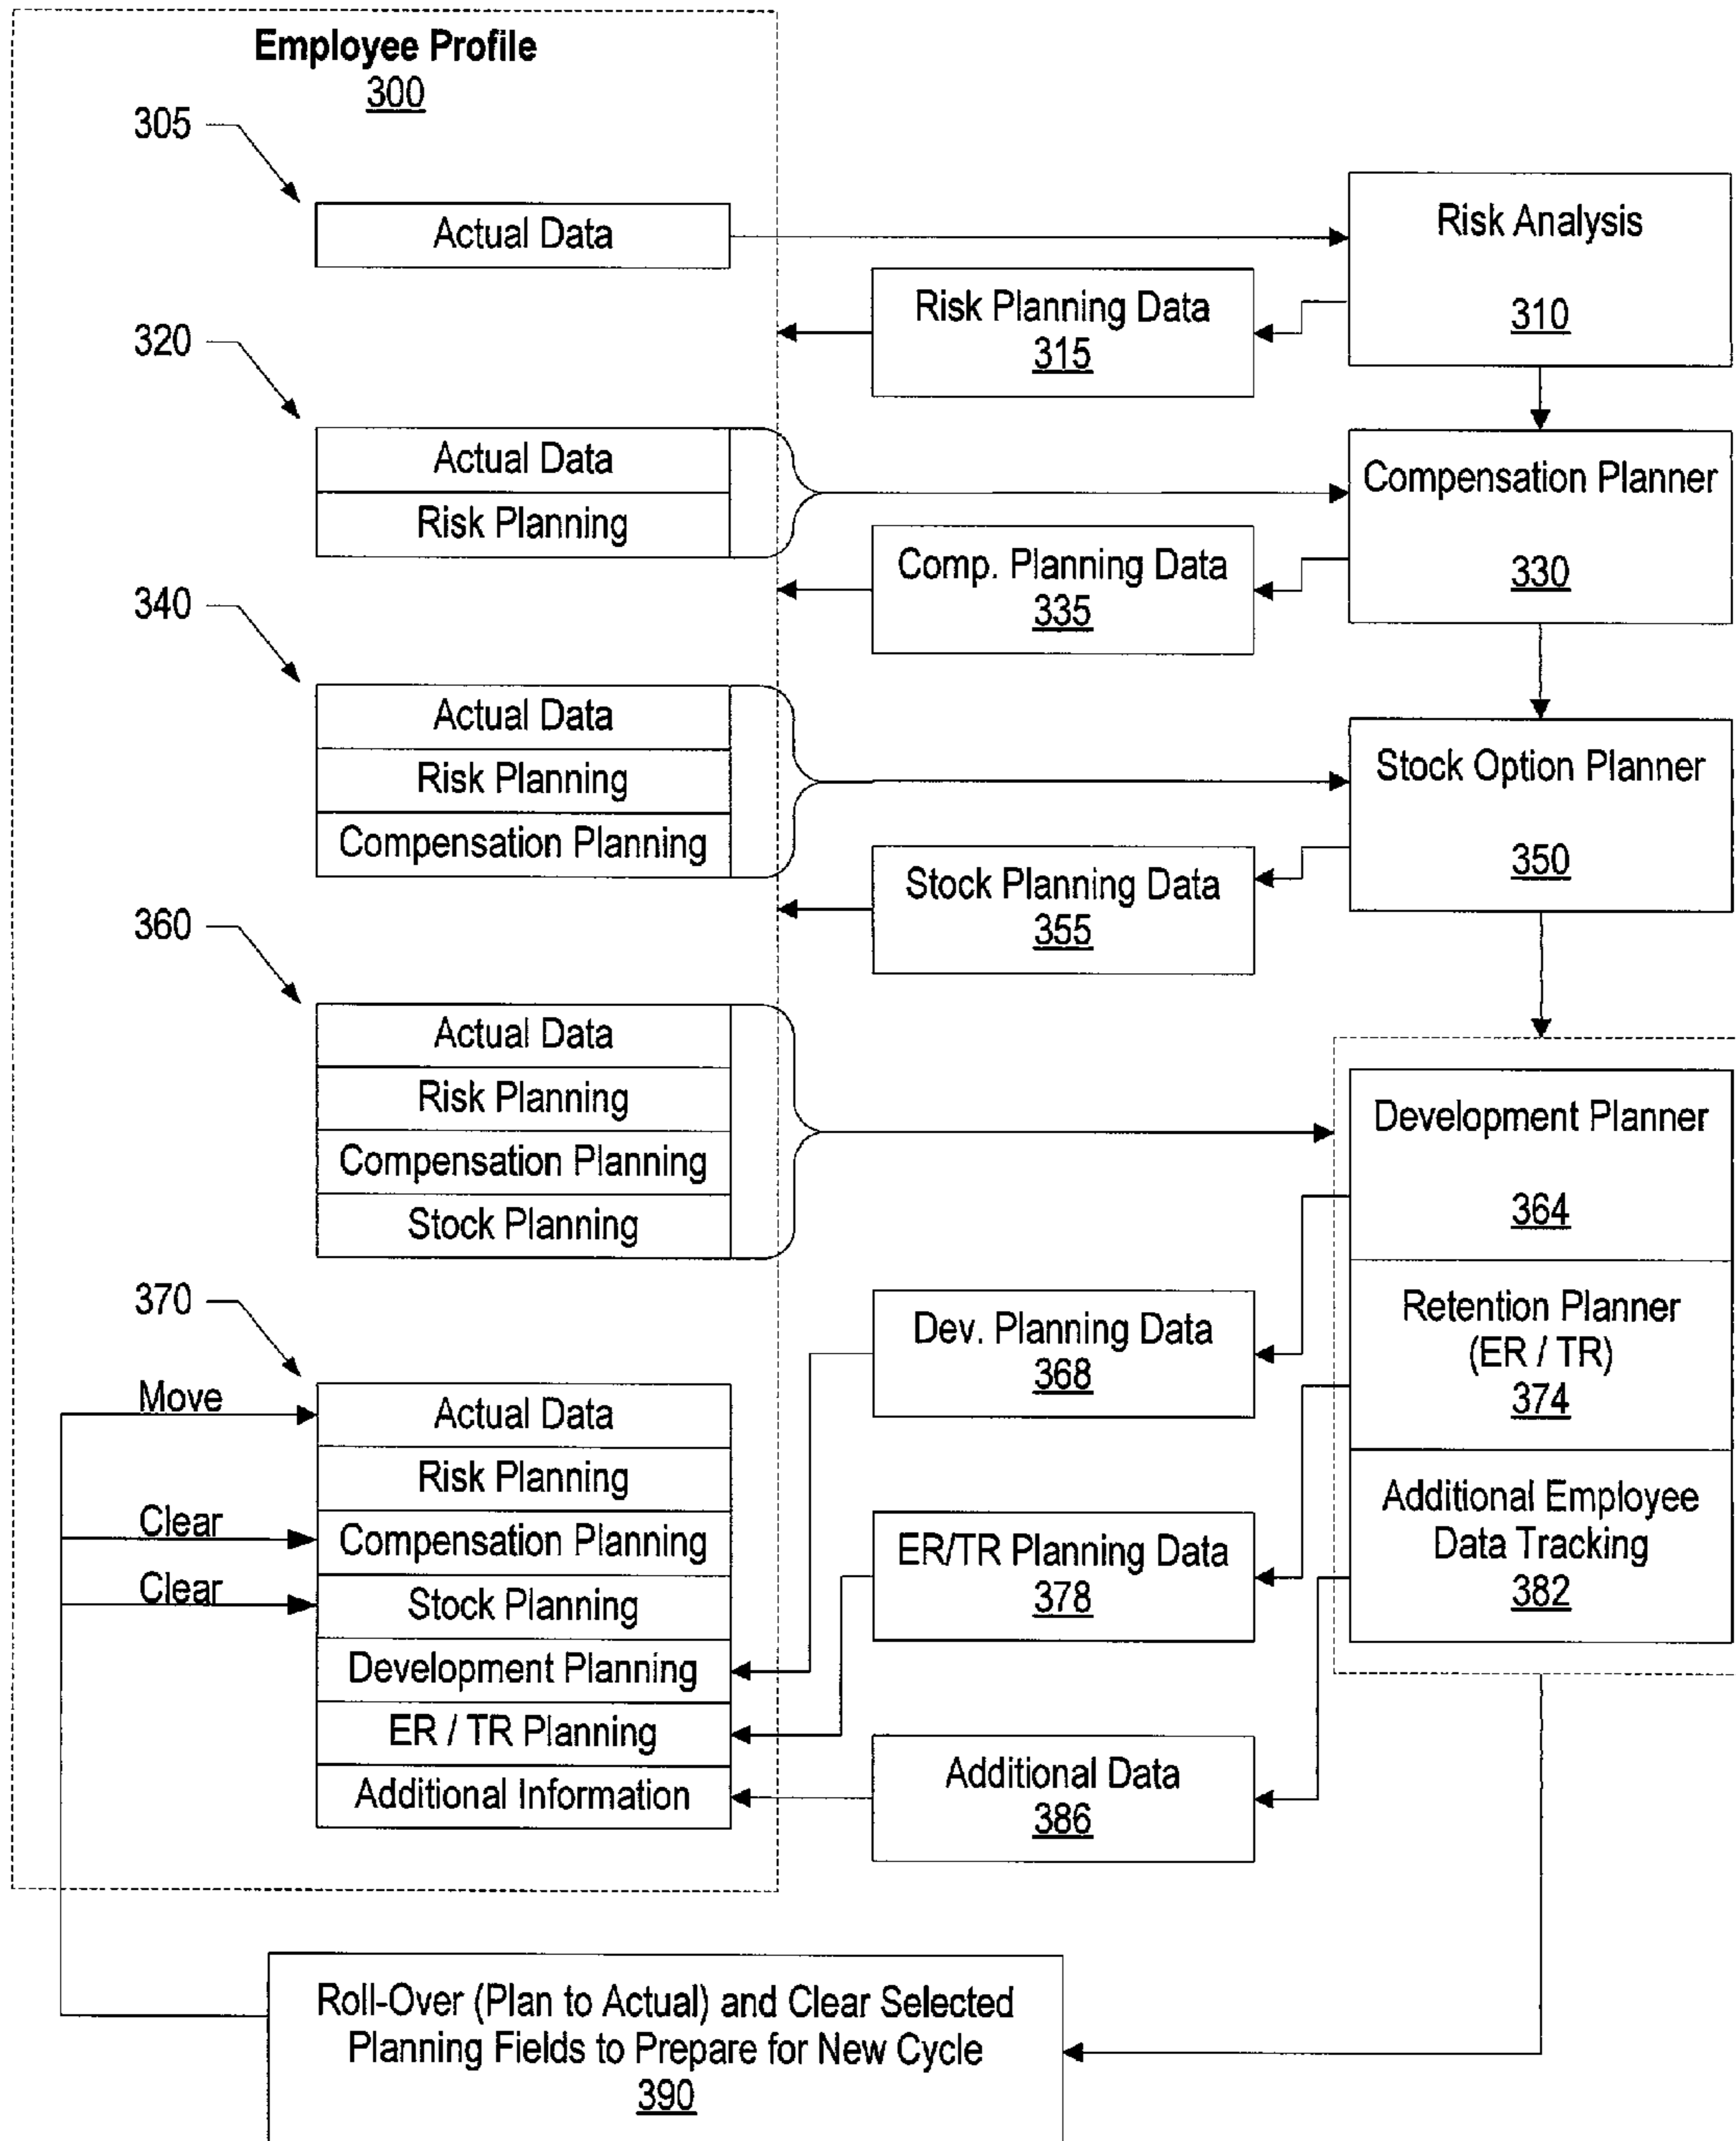 Employee Profile
300
305
Actual Data
Risk Analysis
310
Risk Planning Data
315
320
Actual Data
Risk Planning
Compensation Planner
330
Comp. Planning Data
335
340
Actual Data
Risk Planning
Compensation Planning
Stock Option Planner
350
Stock Planning Data
355
360
Actual Data
Risk Planning
Compensation Planning
Stock Planning
Development Planner
364
Retention Planner
(ER / TR)
374
Additional Employee
Data Tracking
382
Dev. Planning Data
368
ER/TR Planning Data
378
Additional Data
386
370
Move
Clear
Clear
Actual Data
Risk Planning
Compensation Planning
Stock Planning
Development Planning
ER / TR Planning
Additional Information
Roll-Over (Plan to Actual) and Clear Selected
Planning Fields to Prepare for New Cycle
390